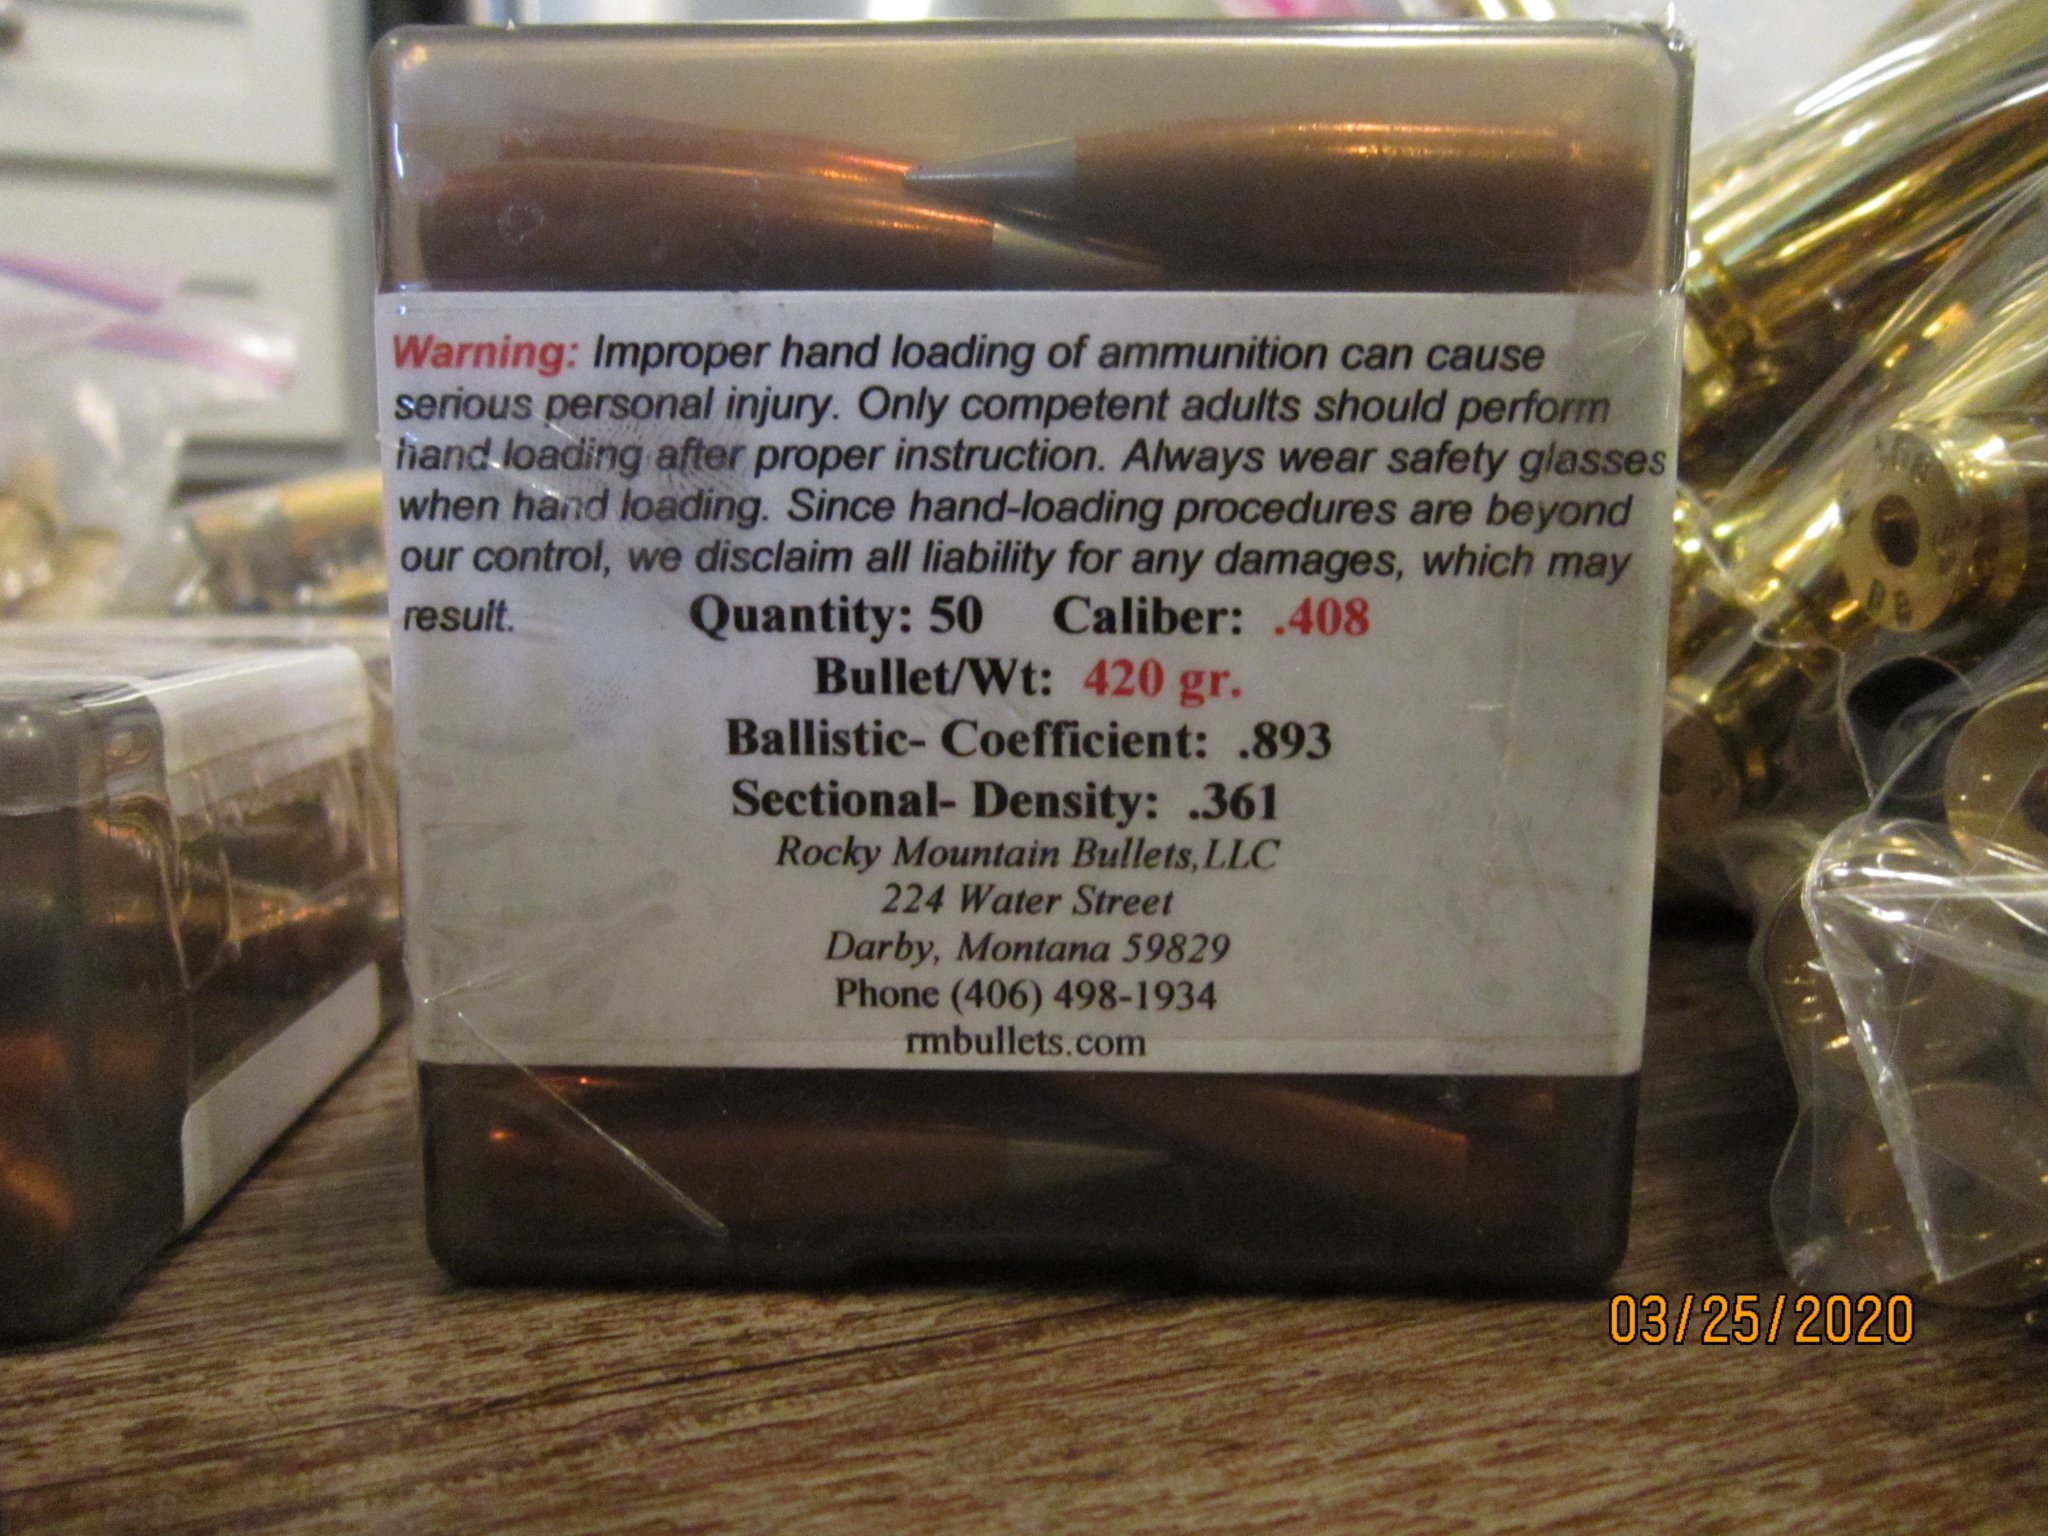 Warning: Improper hand loading of ammunition can cause
serious personal injury. Only competent adults should perform
hand loading after proper instruction. Always wear safety glasses
when hand loading. Since hand-loading procedures are beyond
our control, we disclaim all liability for any damages, which may
result. Quantity: 50 Caliber: .408
Bullet/Wt: 420 gr.
Ballistic- Coefficient: .893
Sectional- Density: .361
Rocky Mountain Bullets,LLC
224 Water Street
Darby, Montana 59829
Phone (406) 498-1934
rmbullets.com
03/25/2020